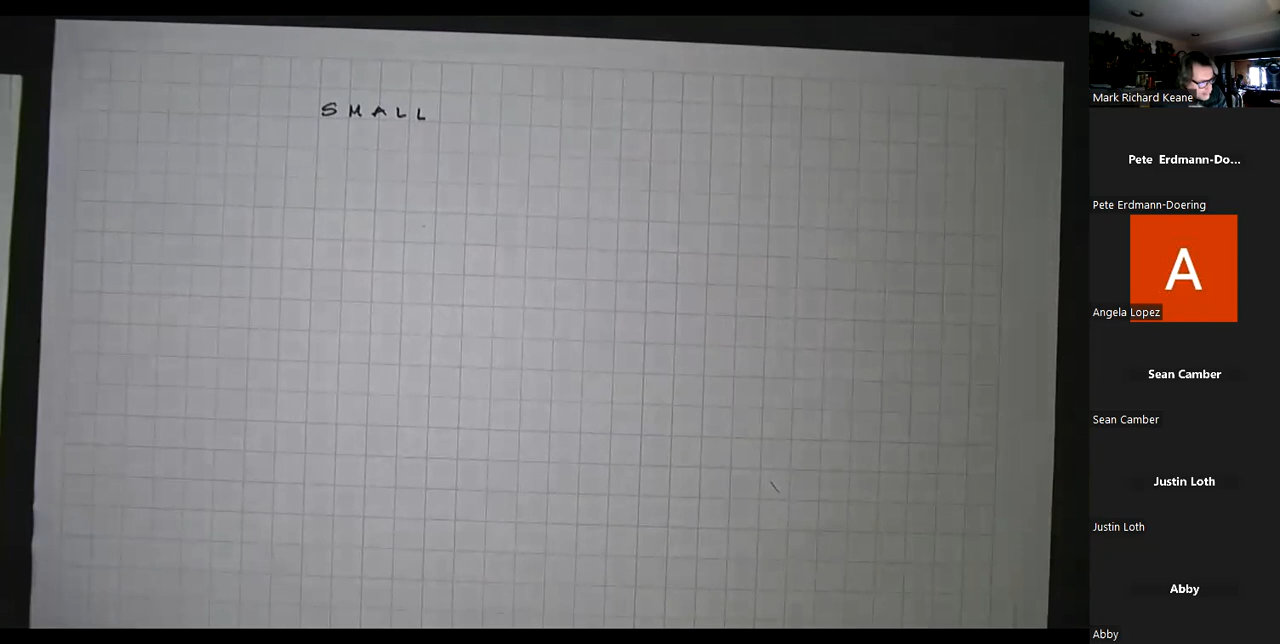 SMALL
Mark Richard Keane
Pete Erdmann-Do...
Pete Erdmann-Doering
A
Angela Lopez
Sean Camber
Sean Camber
Justin Loth
Justin Loth
Abby
Abby